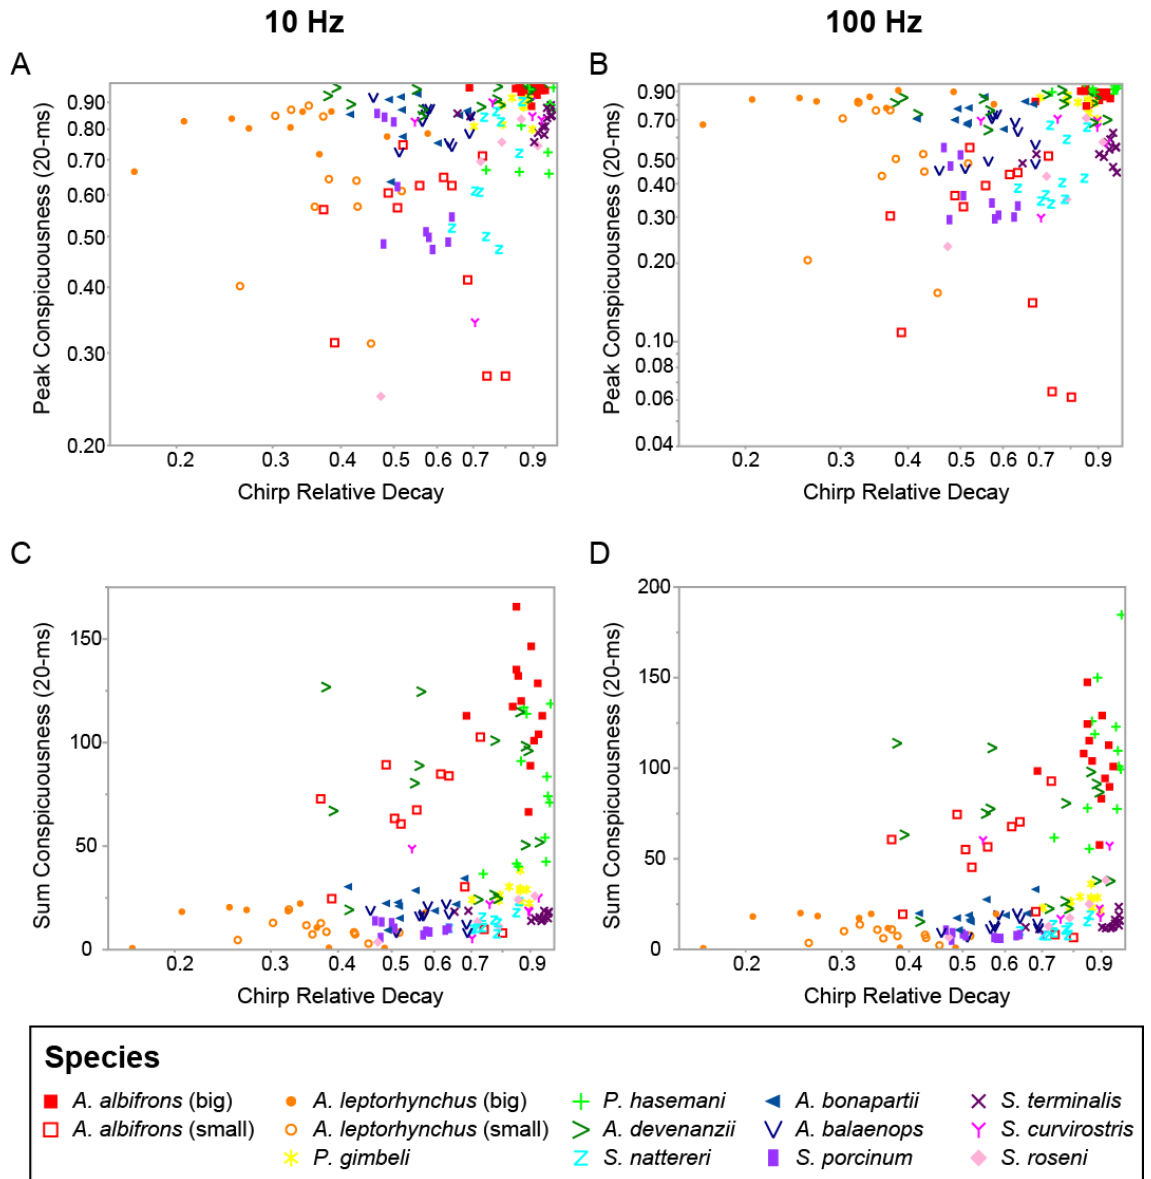 10 Hz
100 Hz
A
B
Peak Conspicuousness (20-ms)
0.90
0.80
0.70
0.60
0.50
0.40
0.30
0.20
0.2
0.3
0.4
0.5
0.6
0.7
0.9
Chirp Relative Decay
Peak Conspicuousness (20-ms)
0.90
0.70
0.50
0.40
0.30
0.20
0.10
0.08
0.06
0.04
0.2
0.3
0.4
0.5
0.6
0.7
0.9
Chirp Relative Decay
C
D
Sum Conspicuousness (20-ms)
150
100
50
0
0.2
0.3
0.4
0.5
0.6
0.7
0.9
Chirp Relative Decay
Sum Conspicuousness (20-ms)
200
150
100
50
0
0.2
0.3
0.4
0.5
0.6
0.7
0.9
Chirp Relative Decay
Species
A. albifrons (big)
A. albifrons (small)
A. leptorhynchus (big)
A. leptorhynchus (small)
P. gimbeli
P. hasemani
A. devenanzii
S. nattereri
A. bonapartii
A. balaenops
S. porcinum
S. terminalis
S. curvirostris
S. roseni